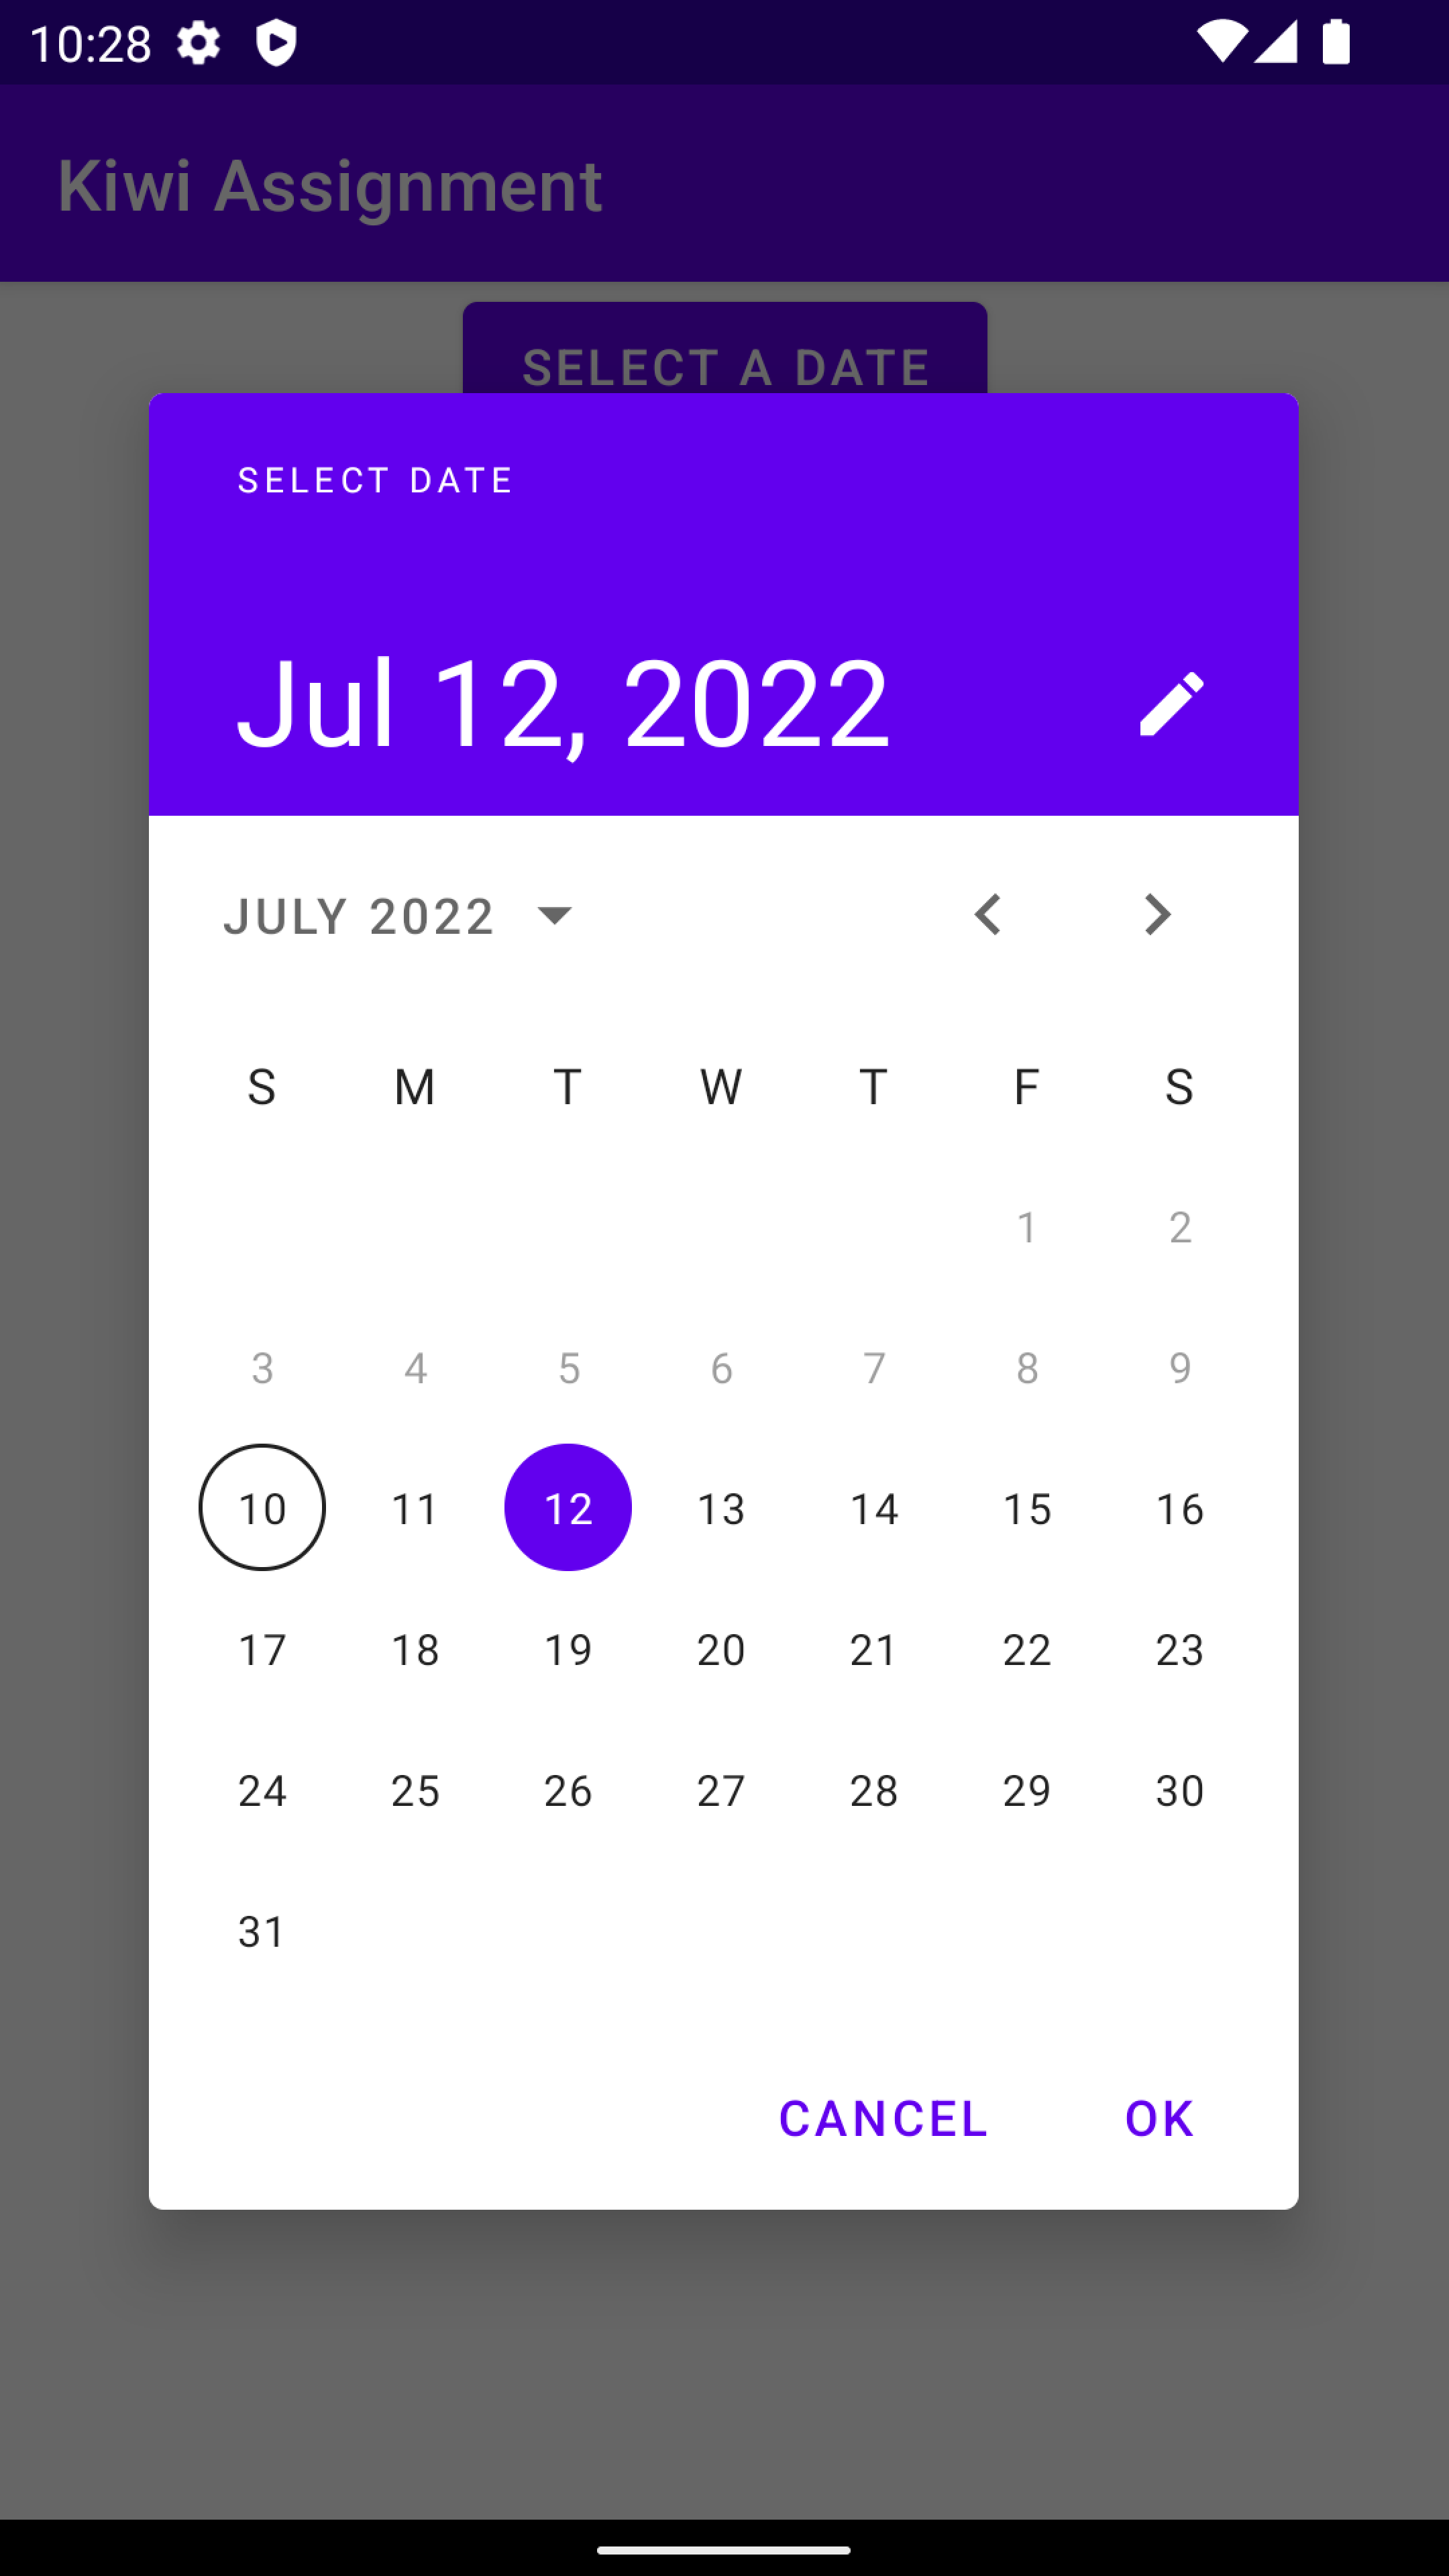 10:28
Kiwi Assignment
SELECT A DATE
SELECT DATE
Jul 12, 2022
JULY 2022
S M T W T F S
1 2
3 4 5 6 7 8 9
10 11 12 13 14 15 16
17 18 19 20 21 22 23
24 25 26 27 28 29 30
31
CANCEL OK